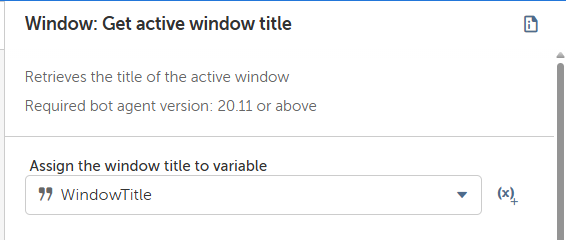 Window: Get active window title
Retrieves the title of the active window
Required bot agent version: 20.11 or above
Assign the window title to variable
WindowTitle
(x)+